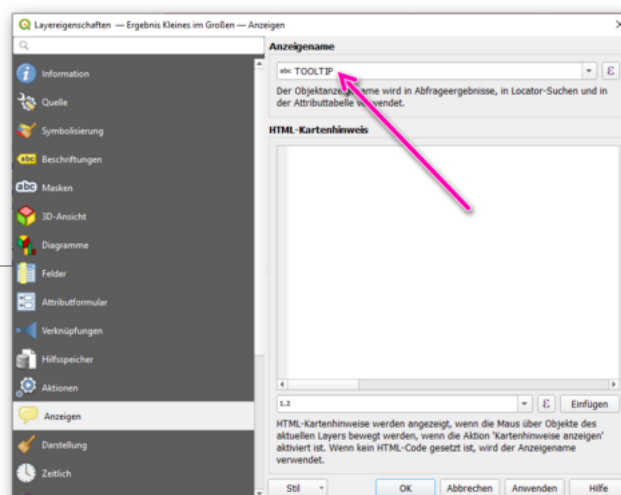 Layereigenschaften — Ergebnis Kleines im Großen — Anzeigen
Information
Quelle
Symbolisierung
abc Beschriftungen
abc Masken
3D-Ansicht
Diagramme
Felder
Attributformular
Verknüpfungen
Hilfsspeicher
Aktionen
Anzeigen
Darstellung
Zeitlich
Anzeigename
abc TOOLTIP
ε
Der Objektanzeigename wird in Abfrageergebnisse, in Locator-Suchen und in
der Attributtabelle verwendet.
HTML-Kartenhinweis
1.2
ε
Einfügen
HTML-Kartenhinweise werden angezeigt, wenn die Maus über Objekte des
aktuellen Layers bewegt werden, wenn die Aktion 'Kartenhinweise anzeigen'
aktiviert ist. Wenn kein HTML-Code gesetzt ist, wird der Anzeigename
verwendet.
Stil
OK
Abbrechen
Anwenden
Hilfe